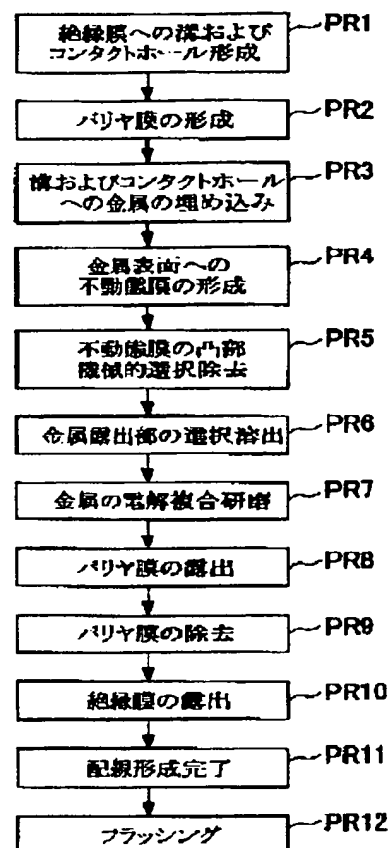 絶縁膜への溝および
コンタクトホール形成
PR1
バリヤ膜の形成
PR2
溝およびコンタクトホール
への金属の埋め込み
PR3
金属表面への
不動態膜の形成
PR4
不動態膜の凸部
機械的選択除去
PR5
金属露出部の選択溶出
PR6
金属の電解複合研磨
PR7
バリヤ膜の露出
PR8
バリヤ膜の除去
PR9
絶縁膜の露出
PR10
配線形成完了
PR11
フラッシング
PR12